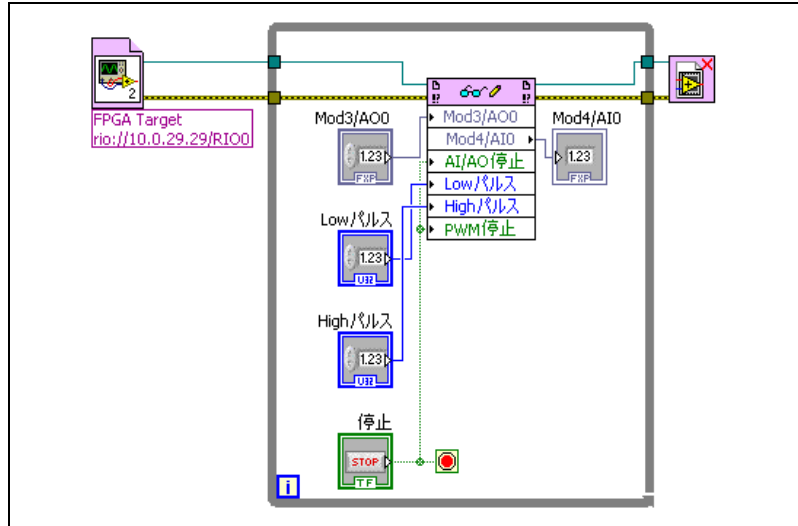 2
FPGA Target
rio://10.0.29.29/RIO0
Mod3/AO0
1.23
FXP
Mod3/AO0
Mod4/AI0
AI/AO停止
Lowパルス
Highパルス
PWM停止
Mod4/AI0
1.23
FXP
Lowパルス
1.23
U32
Highパルス
1.23
U32
停止
STOP
TF
i